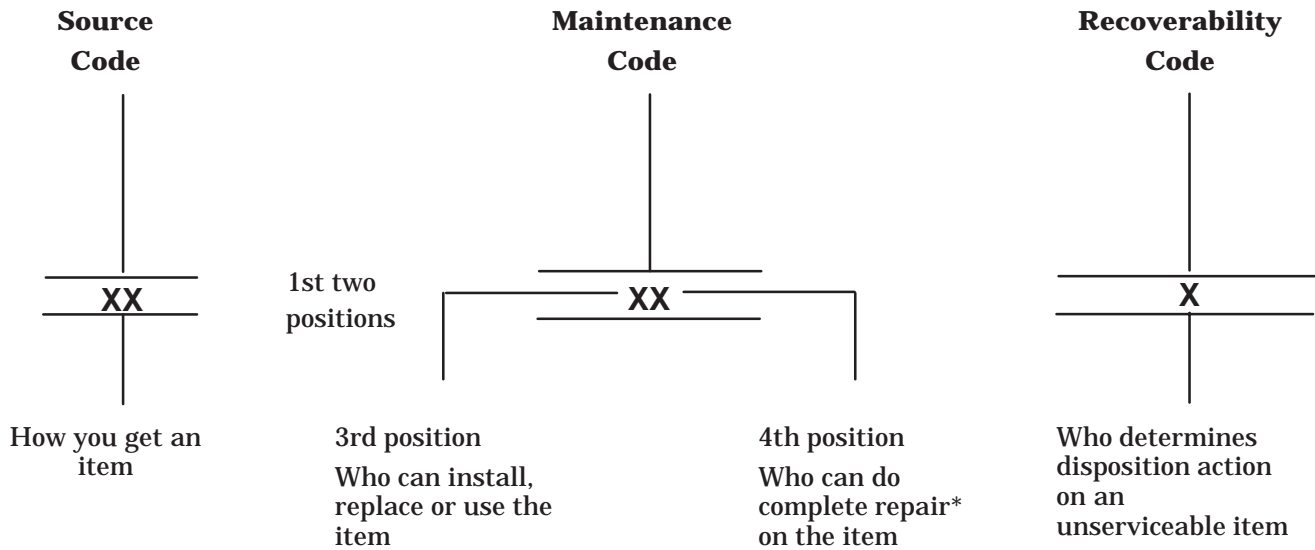 Source
Code
Maintenance
Code
Recoverability
Code
XX
1st two
positions
XX
X
How you get an
item
3rd position
Who can install,
replace or use the
item
4th position
Who can do
complete repair*
on the item
Who determines
disposition action
on an
unserviceable item